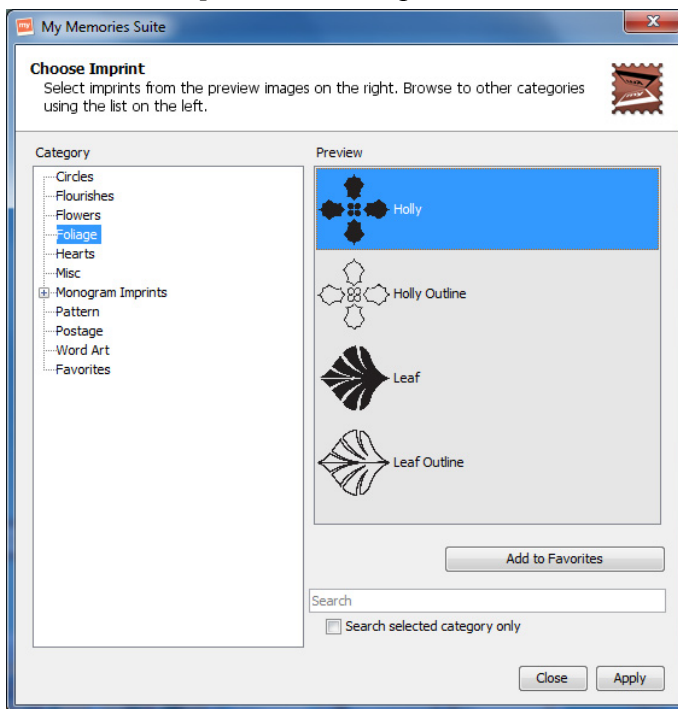 my My Memories Suite
Choose Imprint
Select imprints from the preview images on the right. Browse to other categories
using the list on the left.
Category
Circles
Flourishes
Flowers
Foliage
Hearts
Misc
Monogram Imprints
Pattern
Postage
Word Art
Favorites
Preview
Holly
Holly Outline
Leaf
Leaf Outline
Add to Favorites
Search
Search selected category only
Close
Apply